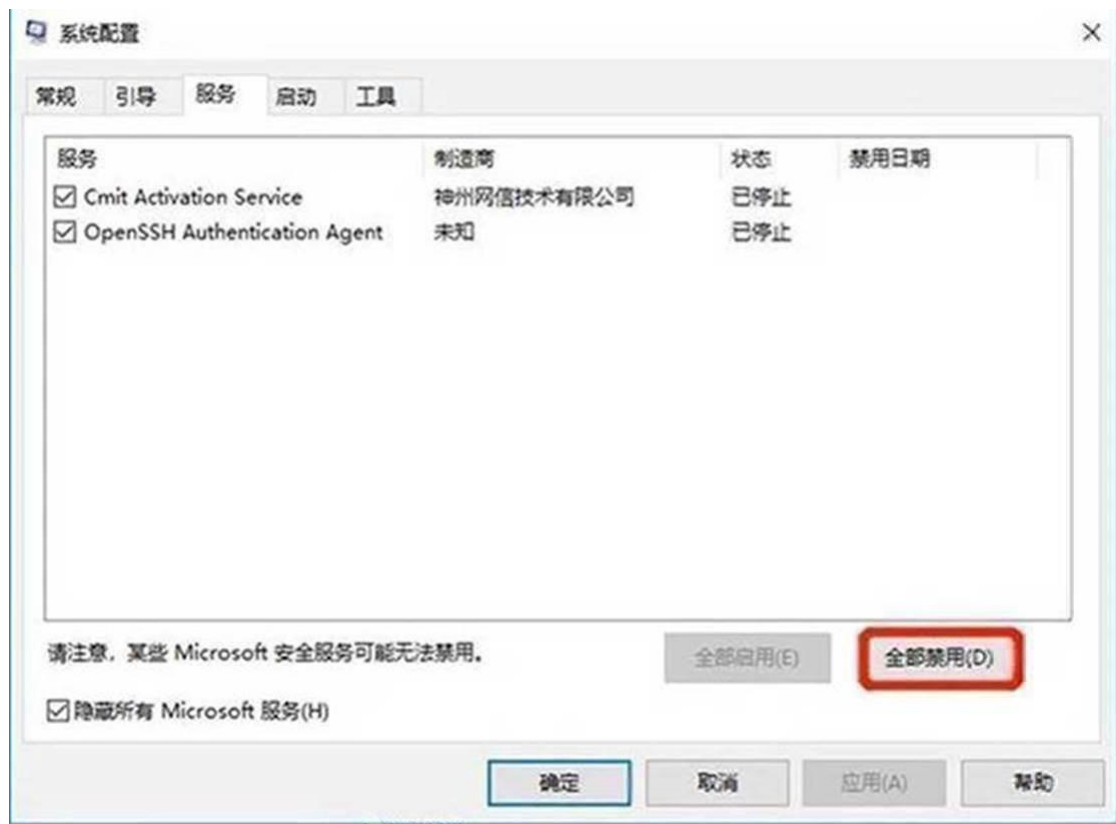 系统配置
常规 引导 服务 启动 工具
服务 制造商 状态 禁用日期
Cmit Activation Service 神州网信技术有限公司 已停止
OpenSSH Authentication Agent 未知 已停止
请注意，某些 Microsoft 安全服务可能无法禁用。
全部启用(E) 全部禁用(D)
隐藏所有 Microsoft 服务(H)
确定 取消 应用(A) 帮助